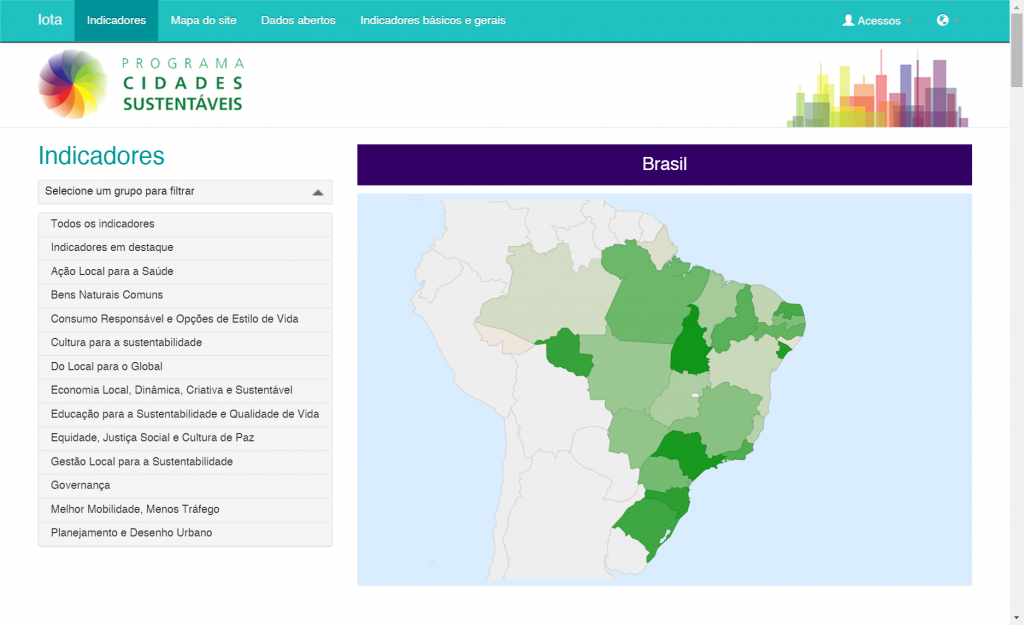 Iota
Indicadores
Mapa do site
Dados abertos
Indicadores básicos e gerais
Acessos
PROGRAMA
CIDADES
SUSTENTÁVEIS
Indicadores
Brasil
Selecione um grupo para filtrar
Todos os indicadores
Indicadores em destaque
Ação Local para a Saúde
Bens Naturais Comuns
Consumo Responsável e Opções de Estilo de Vida
Cultura para a sustentabilidade
Do Local para o Global
Economia Local, Dinâmica, Criativa e Sustentável
Educação para a Sustentabilidade e Qualidade de Vida
Equidade, Justiça Social e Cultura de Paz
Gestão Local para a Sustentabilidade
Governança
Melhor Mobilidade, Menos Tráfego
Planejamento e Desenho Urbano